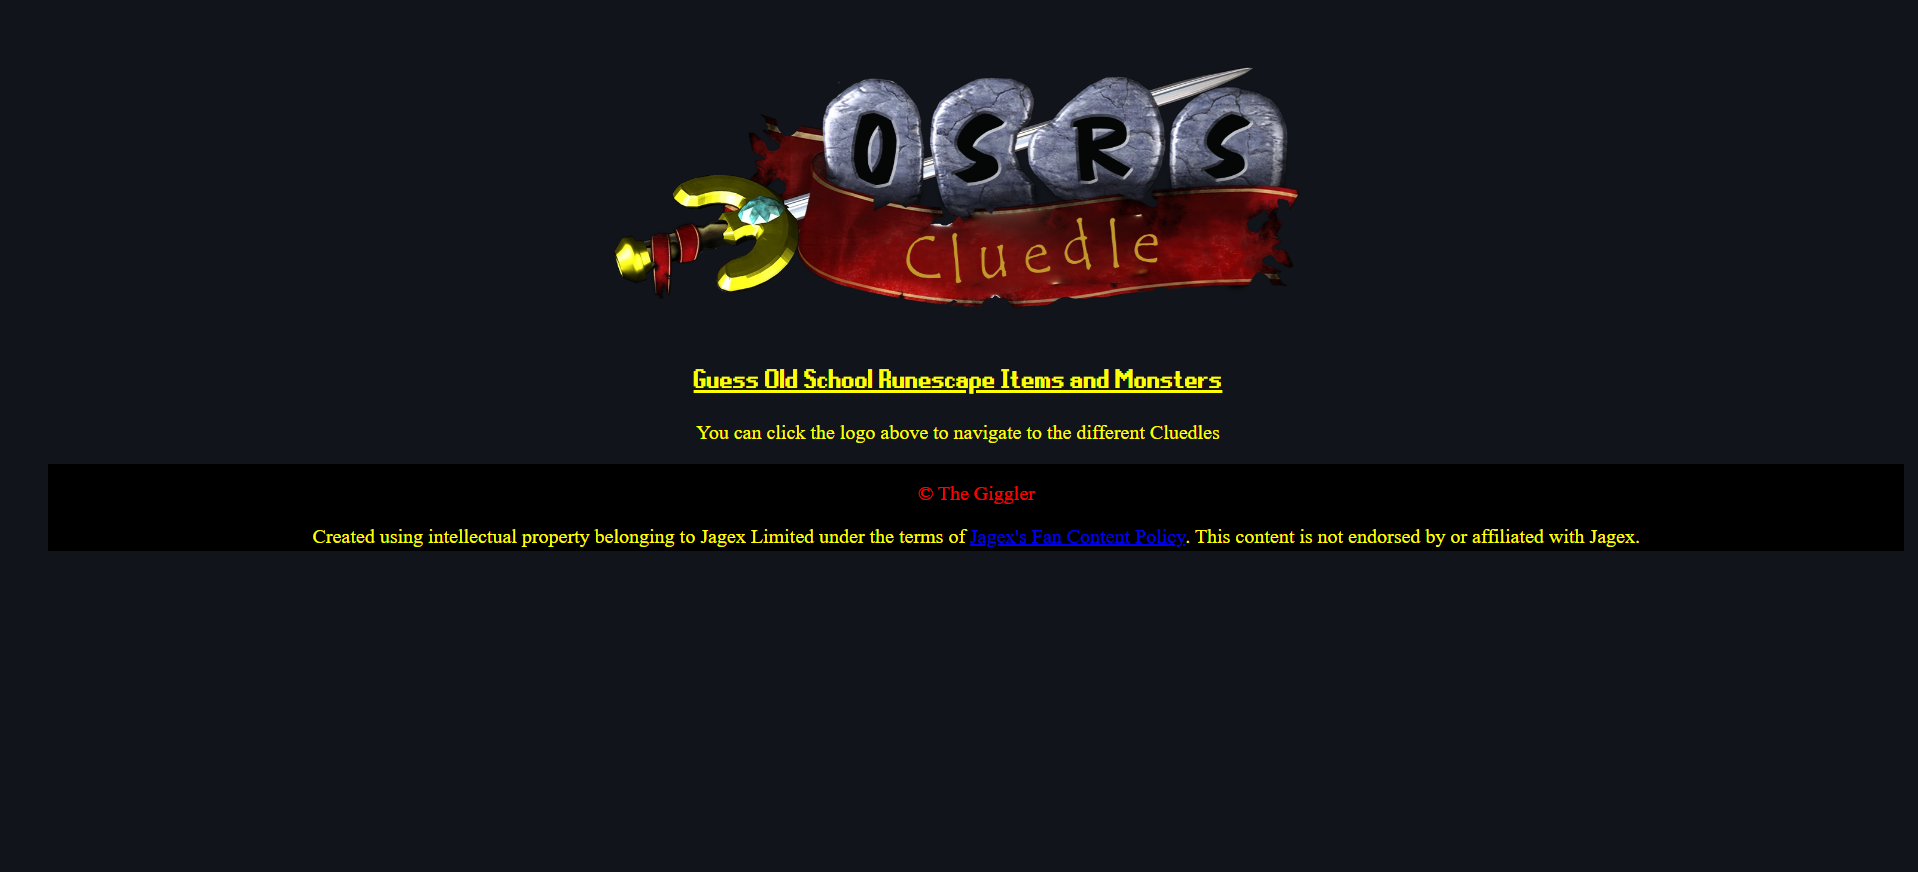 OSRS
Cluedle
Guess Old School Runescape Items and Monsters
You can click the logo above to navigate to the different Cluedles
© The Giggler
Created using intellectual property belonging to Jagex Limited under the terms of Jagex's Fan Content Policy. This content is not endorsed by or affiliated with Jagex.